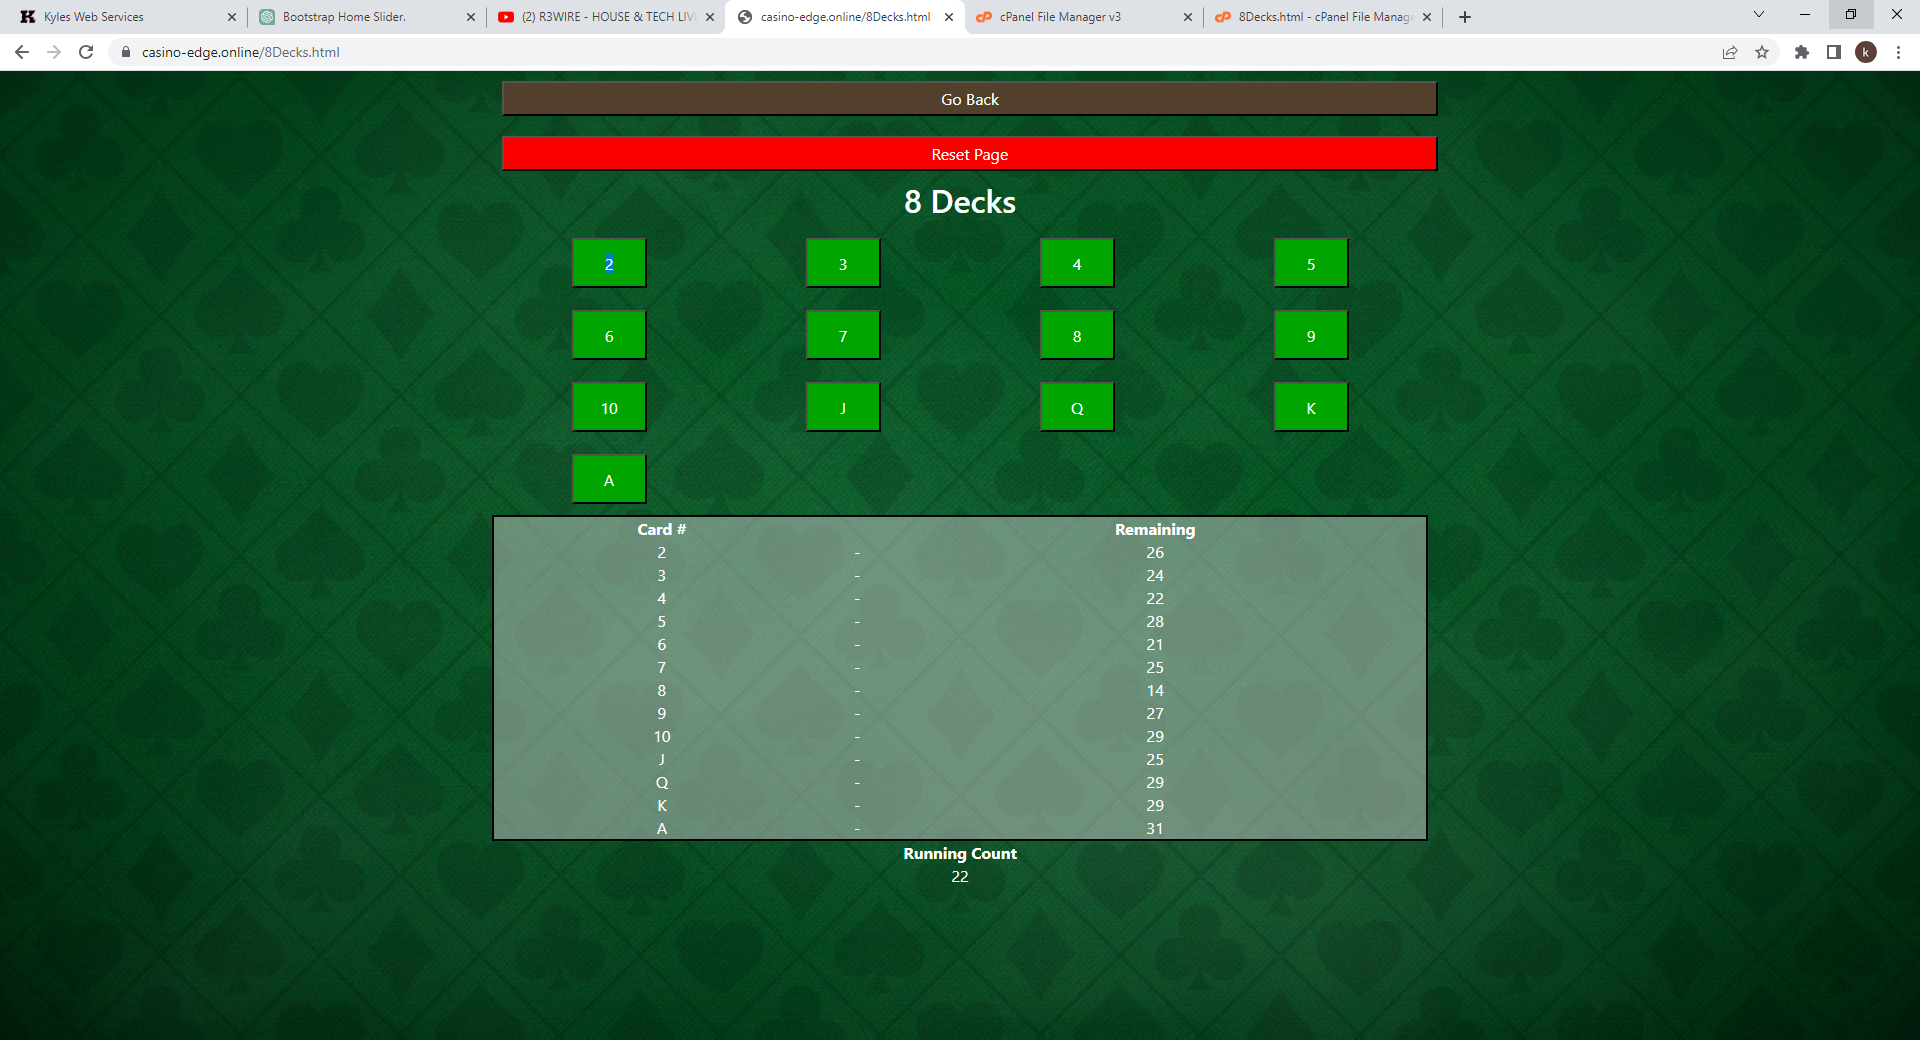 Kyles Web Services
Bootstrap Home Slider.
(2) R3WIRE - HOUSE & TECH LIV
casino-edge.online/8Decks.html
cPanel File Manager v3
8Decks.html - cPanel File Manag
casino-edge.online/8Decks.html
k
Go Back
Reset Page
8 Decks
2 3 4 5
6 7 8 9
10 J Q K
A
Card # Remaining
2 - 26
3 - 24
4 - 22
5 - 28
6 - 21
7 - 25
8 - 14
9 - 27
10 - 29
J - 25
Q - 29
K - 29
A - 31
Running Count
22